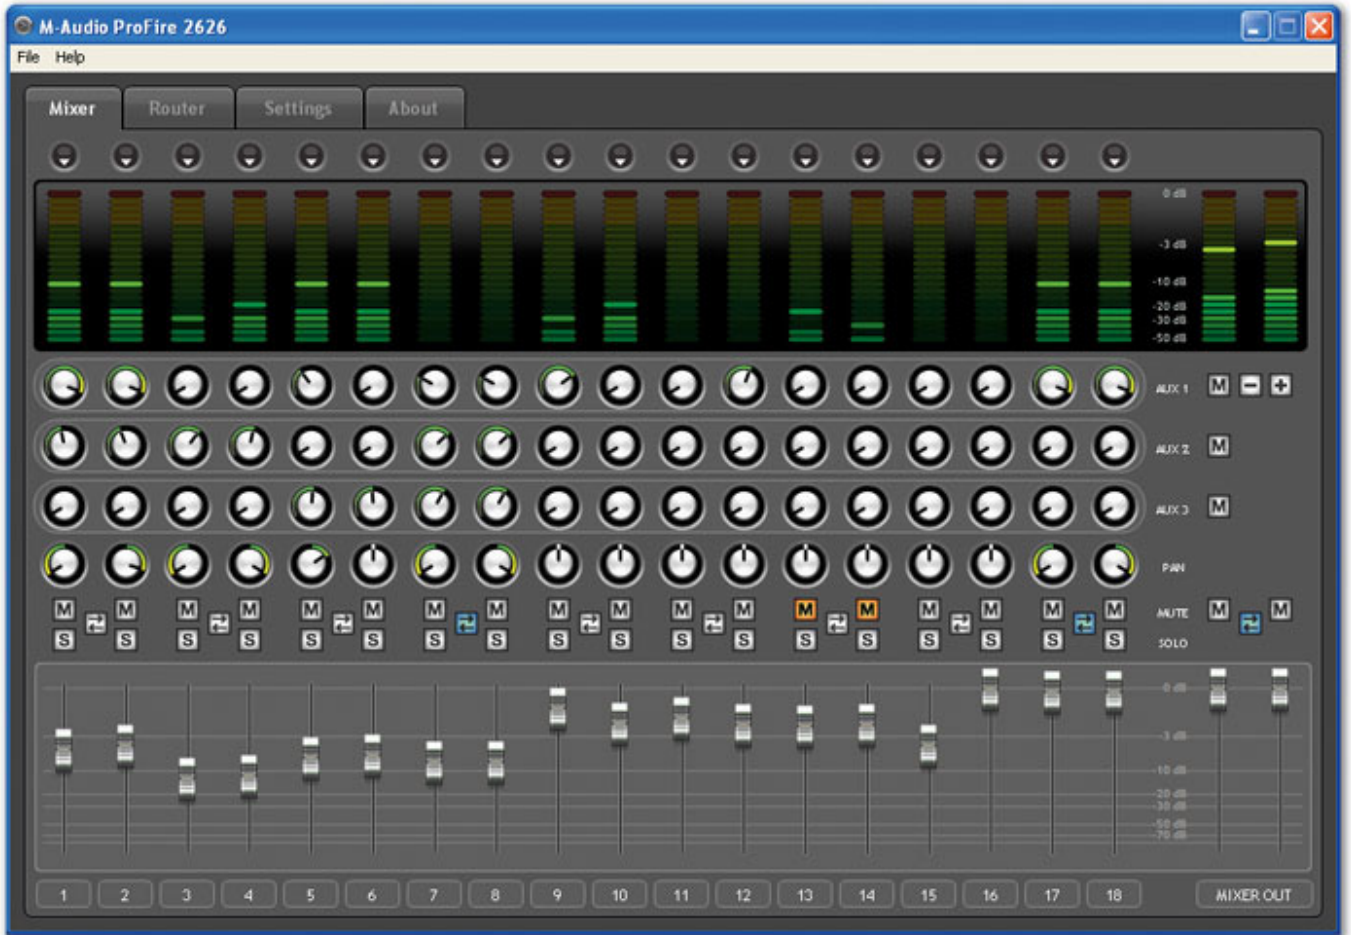 M-Audio ProFire 2626
File Help
Mixer Router Settings About
0 dB
-3 dB
-10 dB
-20 dB
-30 dB
-50 dB
AUX 1 M
AUX 2 M
AUX 3 M
PAN
M M M M M M M M M M M M M M M M M M MUTE M M
S S S S S S S S S S S S S S S S S S SOLO
0 dB
-3 dB
-10 dB
-20 dB
-30 dB
-50 dB
-70 dB
1 2 3 4 5 6 7 8 9 10 11 12 13 14 15 16 17 18 MIXER OUT